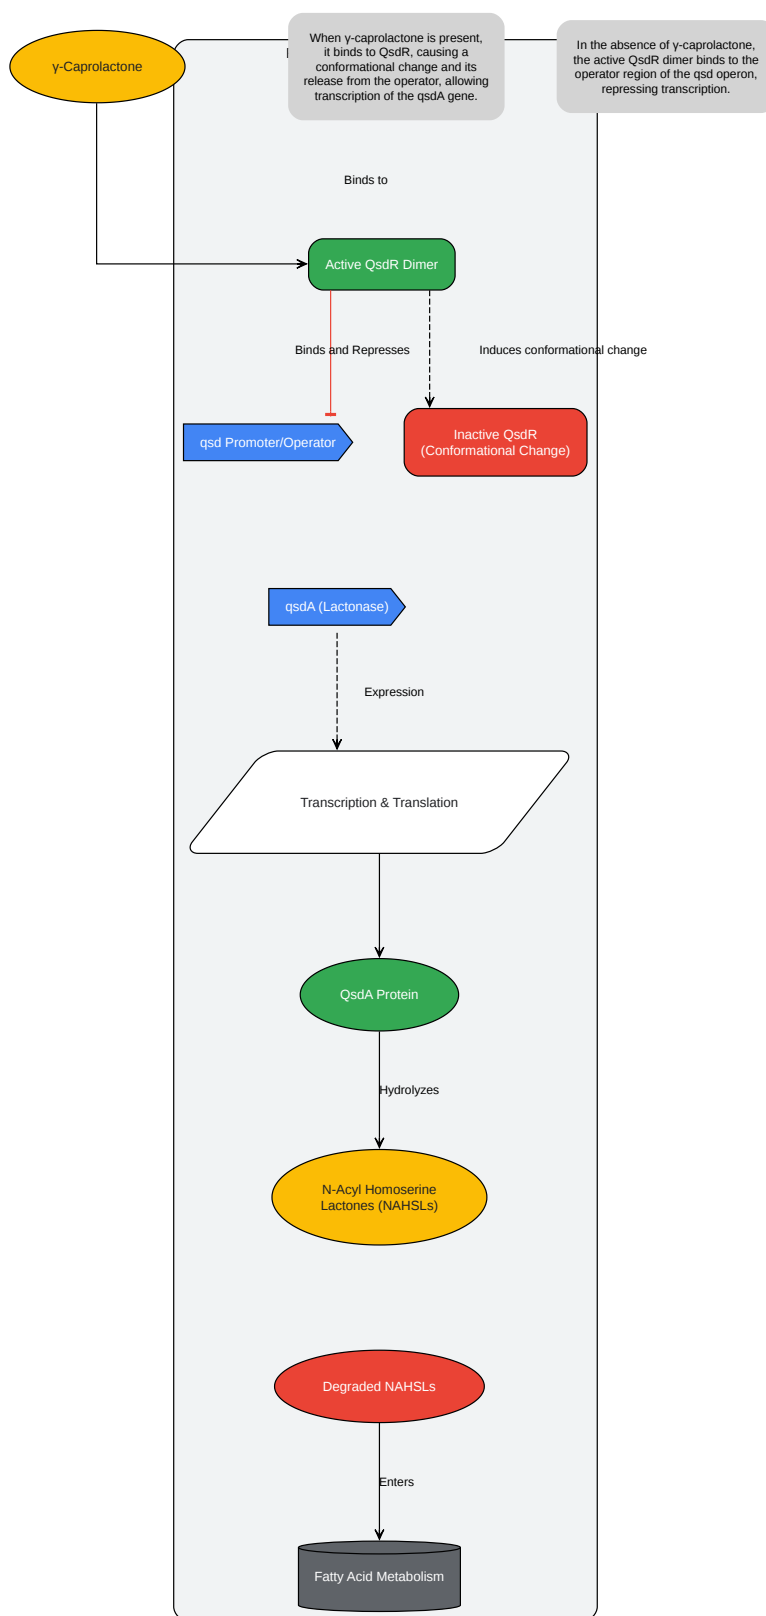 γ-Caprolactone
When γ-caprolactone is present,
it binds to QsdR, causing a
conformational change and its
release from the operator, allowing
transcription of the qsdA gene.
In the absence of γ-caprolactone,
the active QsdR dimer binds to the
operator region of the qsd operon,
repressing transcription.
Binds to
Active QsdR Dimer
Binds and Represses
Induces conformational change
qsd Promoter/Operator
Inactive QsdR
(Conformational Change)
qsdA (Lactonase)
Expression
Transcription & Translation
QsdA Protein
Hydrolyzes
N-Acyl Homoserine
Lactones (NAHSLs)
Degraded NAHSLs
Enters
Fatty Acid Metabolism